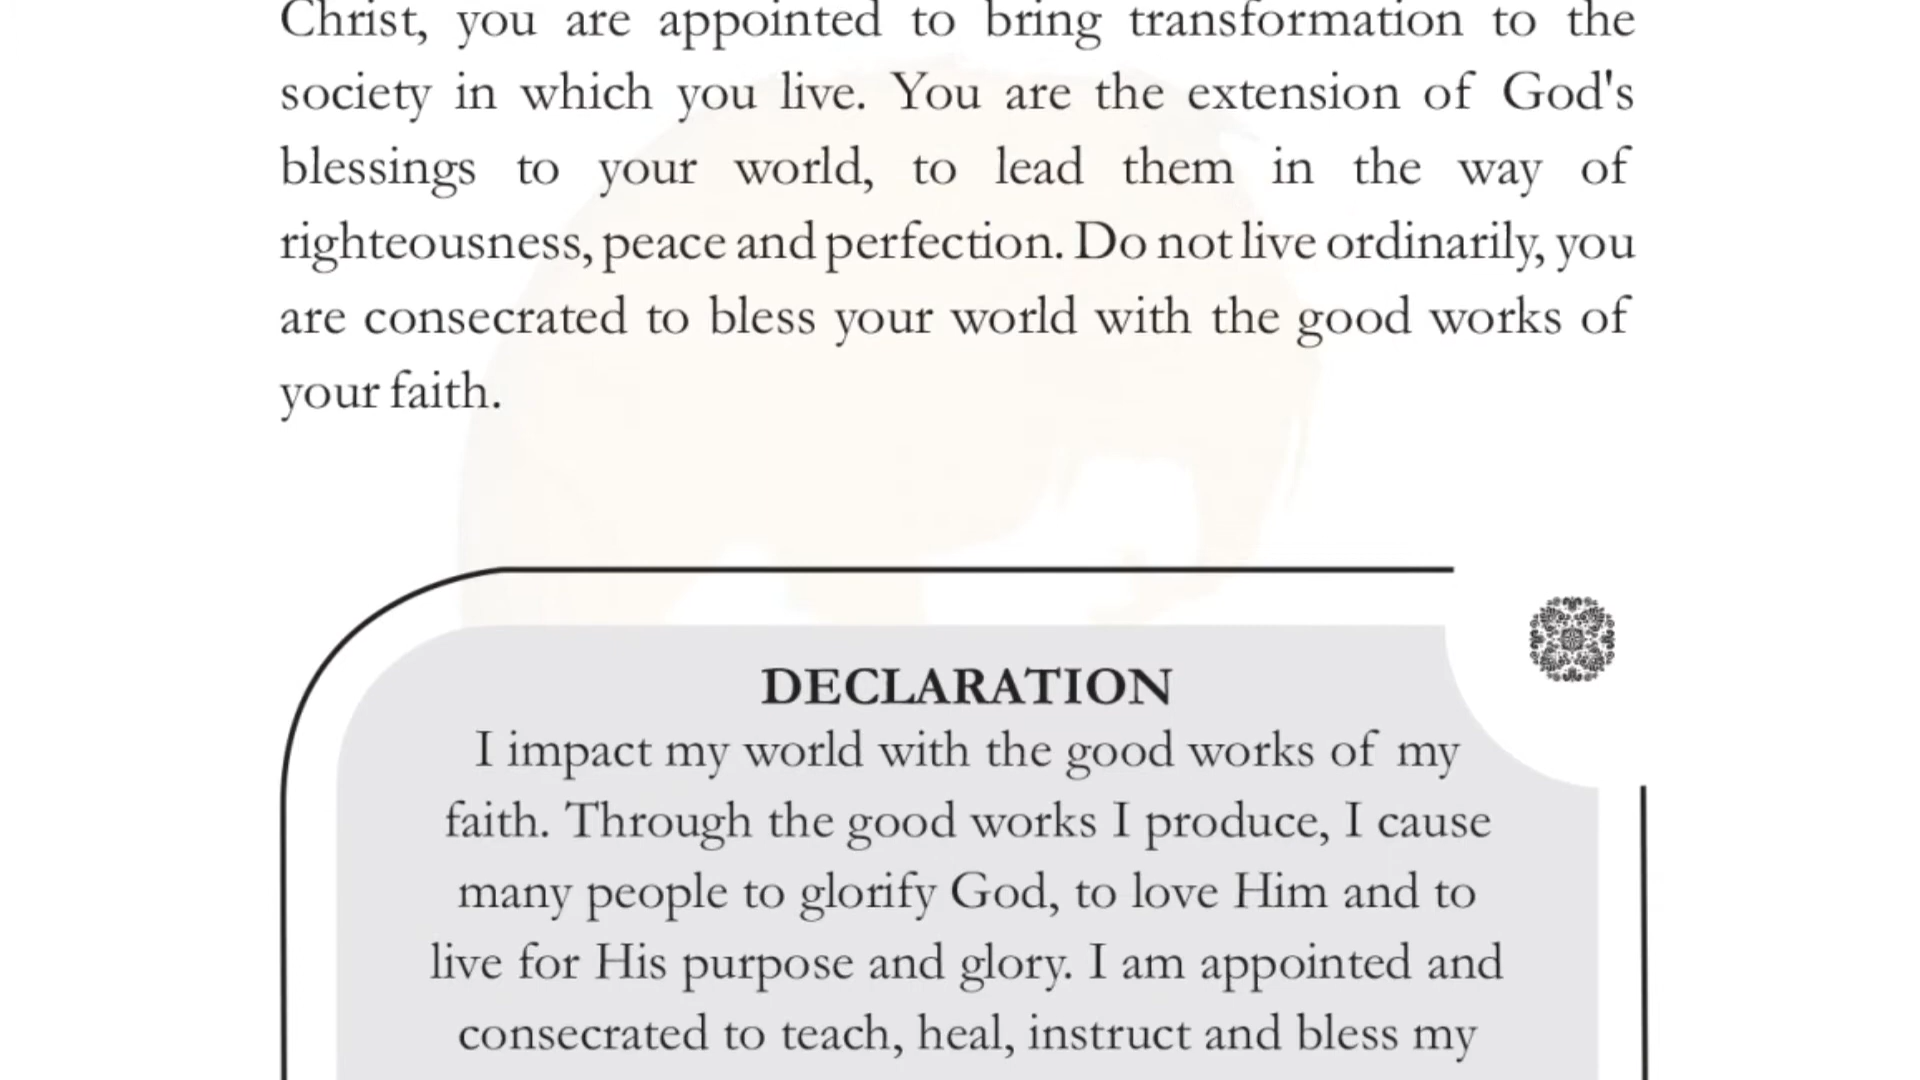 Christ, you are appointed to bring transformation to the
society in which you live. You are the extension of God's
blessings to your world, to lead them in the way of
righteousness, peace and perfection. Do not live ordinarily, you
are consecrated to bless your world with the good works of
your faith.
DECLARATION
I impact my world with the good works of my
faith. Through the good works I produce, I cause
many people to glorify God, to love Him and to
live for His purpose and glory. I am appointed and
consecrated to teach, heal, instruct and bless my